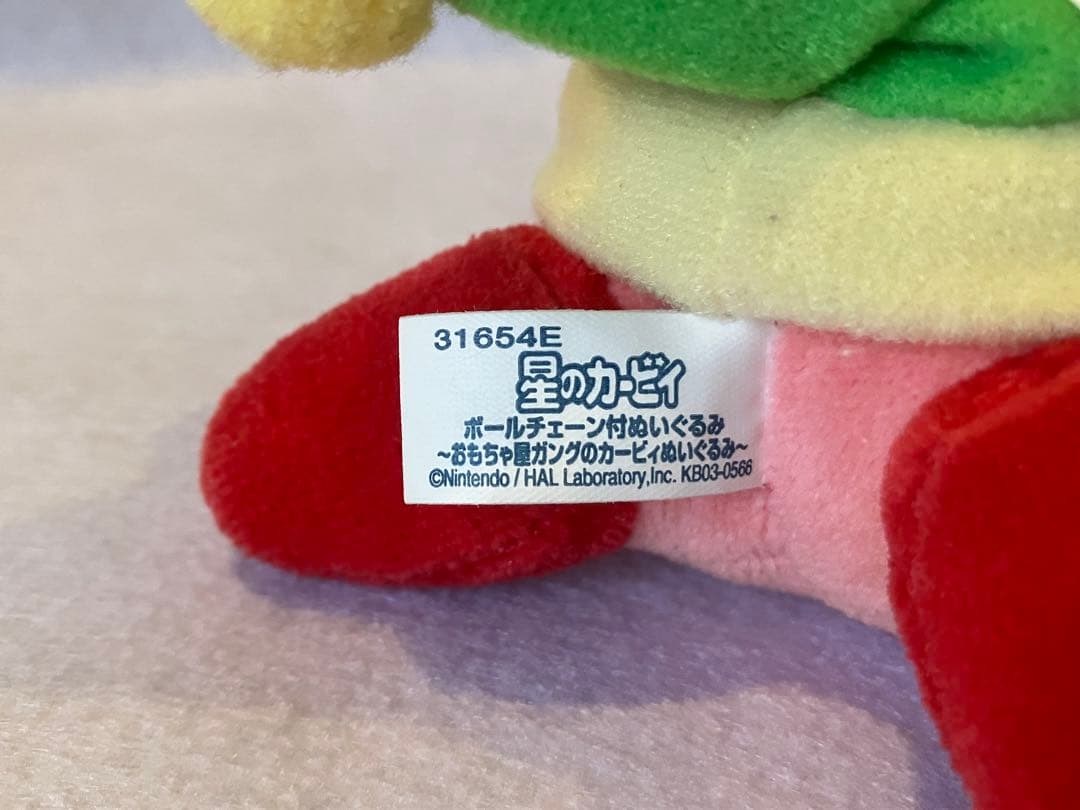 31654E
星のカービィ
ボールチェーン付ぬいぐるみ
~おもちゃ屋ガングのカービィぬいぐるみ~
©Nintendo / HAL Laboratory,Inc. KB03-0566